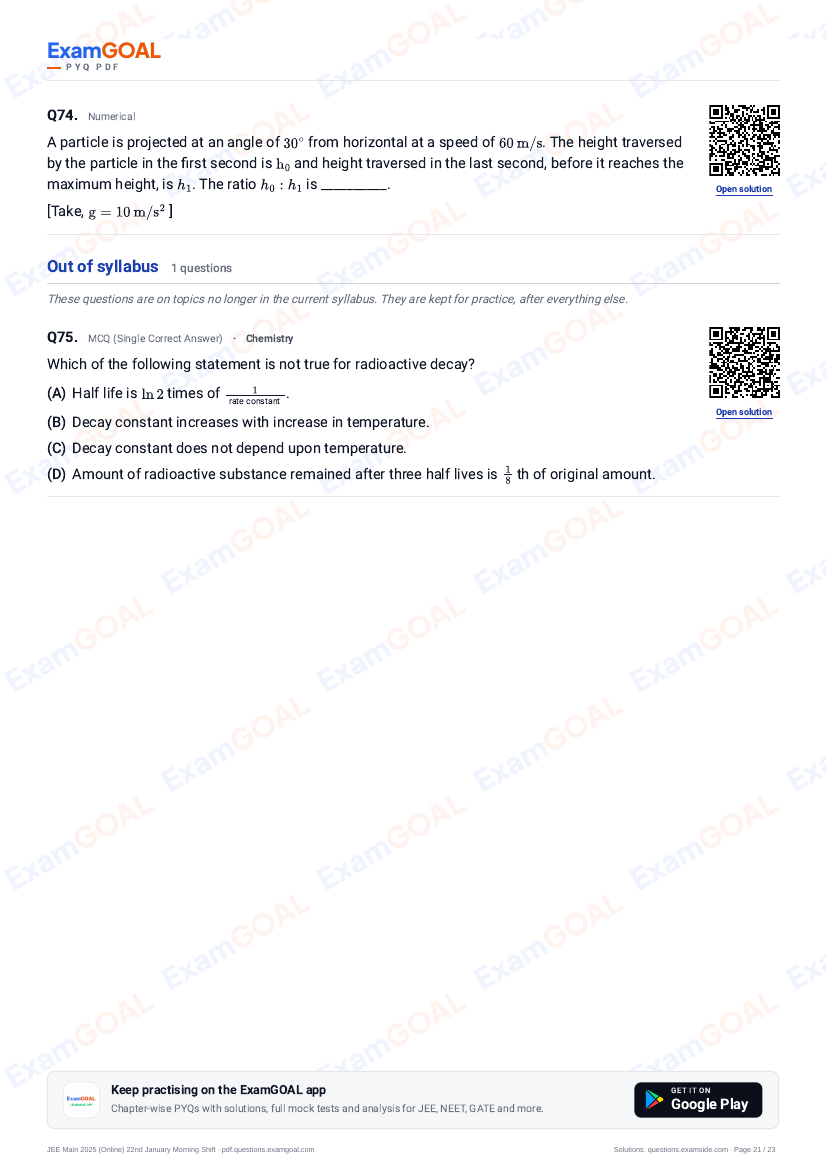 ExamGOAL
PYQ PDF
Q74. Numerical
A particle is projected at an angle of 30° from horizontal at a speed of 60 m/s. The height traversed
by the particle in the first second is h₀ and height traversed in the last second, before it reaches the
maximum height, is h₁. The ratio h₀ : h₁ is __________.
[Take, g = 10 m/s² ]
Open solution
Out of syllabus 1 questions
These questions are on topics no longer in the current syllabus. They are kept for practice, after everything else.
Q75. MCQ (Single Correct Answer) · Chemistry
Which of the following statement is not true for radioactive decay?
(A) Half life is ln 2 times of 1/rate constant.
(B) Decay constant increases with increase in temperature.
(C) Decay constant does not depend upon temperature.
(D) Amount of radioactive substance remained after three half lives is 1/8 th of original amount.
Open solution
Keep practising on the ExamGOAL app
Chapter-wise PYQs with solutions, full mock tests and analysis for JEE, NEET, GATE and more.
GET IT ON
Google Play
JEE Main 2025 (Online) 22nd January Morning Shift · pdf.questions.examgoal.com
Solutions: questions.examside.com · Page 21 / 23